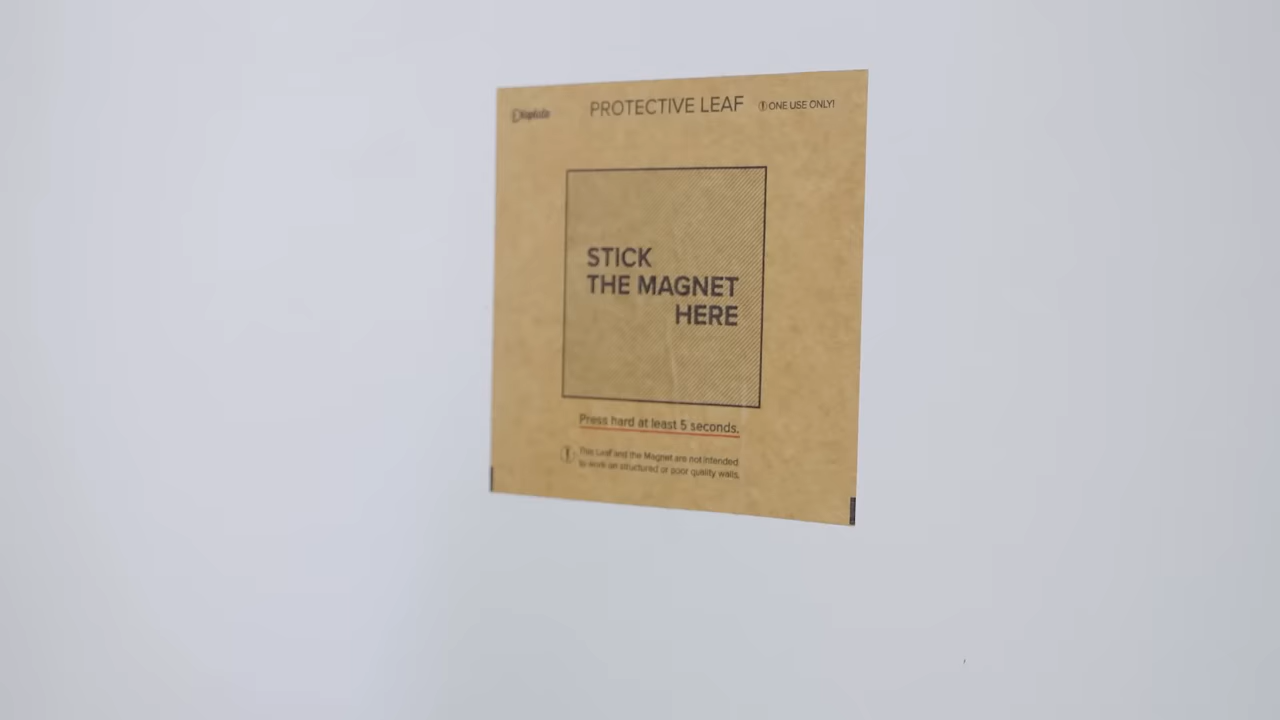 PROTECTIVE LEAF
ONE USE ONLY!
STICK
THE MAGNET
HERE
Press hard at least 5 seconds.
This Leaf and the Magnet are not intended
to work on structured or poor quality walls.